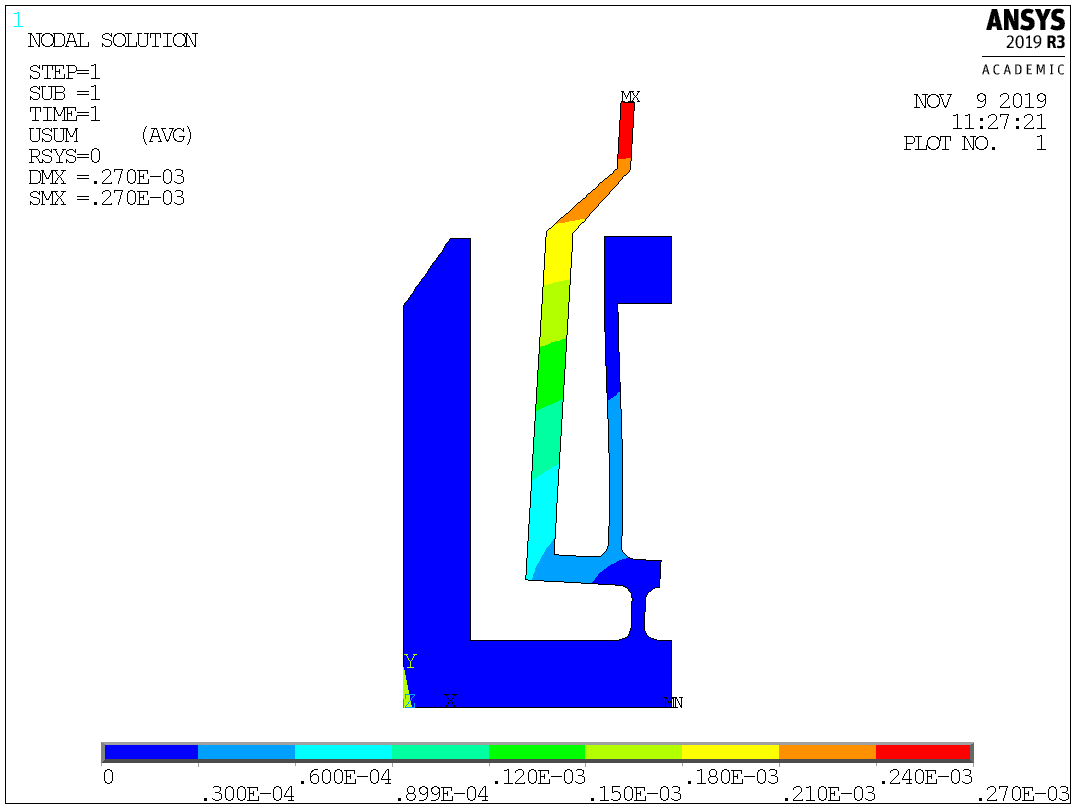 1
NODAL SOLUTION
STEP=1
SUB =1
TIME=1
USUM (AVG)
RSYS=0
DMX =.270E-03
SMX =.270E-03
ANSYS
2019 R3
ACADEMIC
NOV 9 2019
11:27:21
PLOT NO. 1
MX
Y
Z
X
MN
0
.300E-04
.600E-04
.899E-04
.120E-03
.150E-03
.180E-03
.210E-03
.240E-03
.270E-03